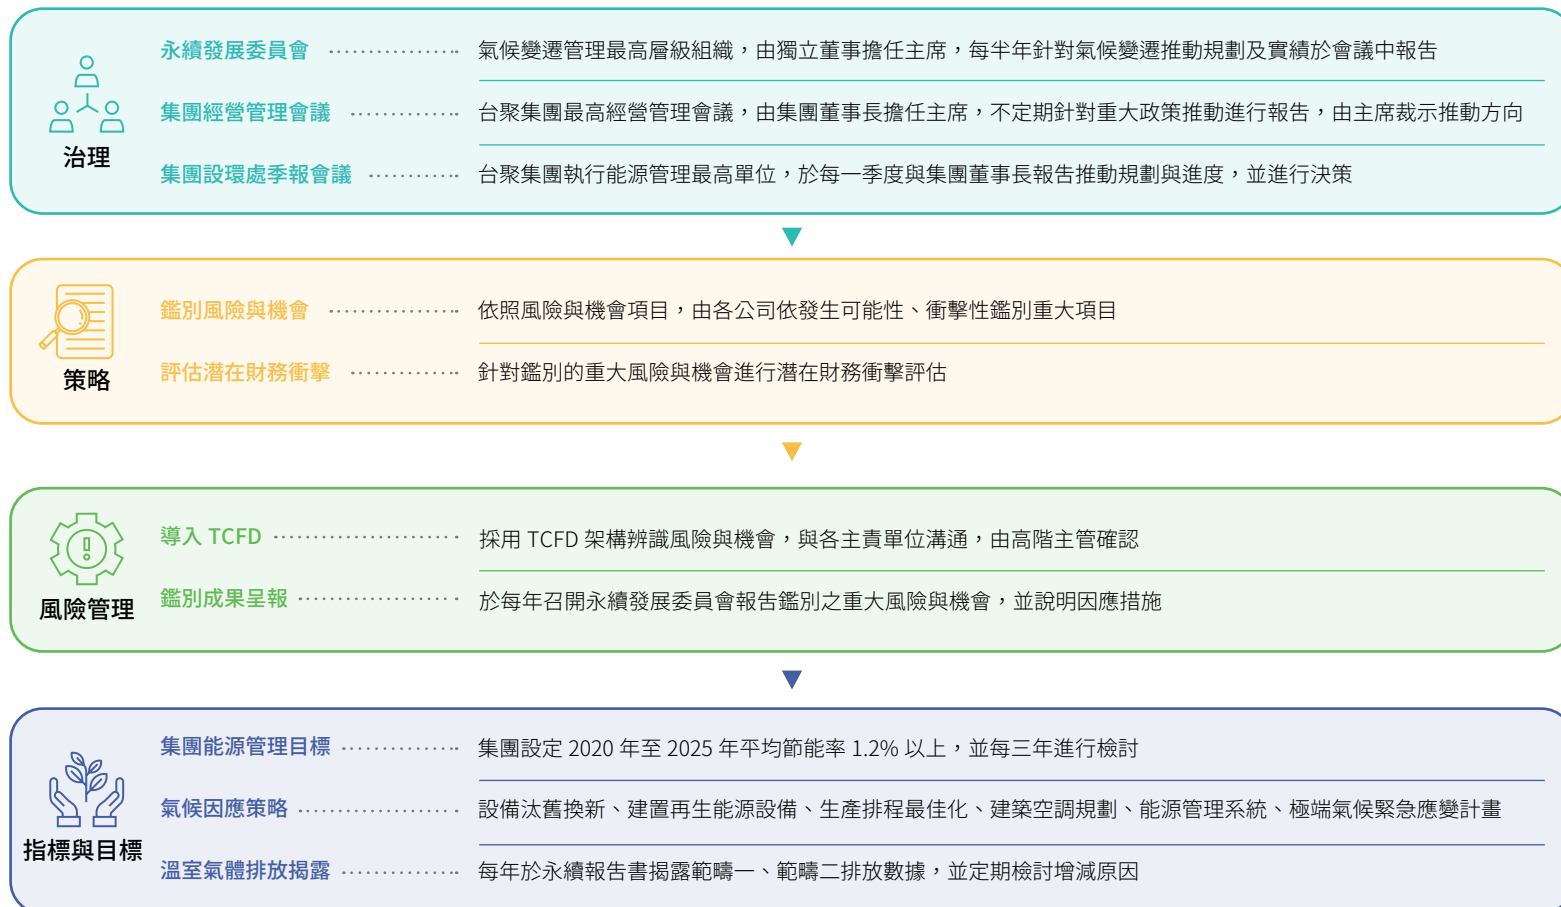 永續發展委員會 氣候變遷管理最高層級組織，由獨立董事擔任主席，每半年針對氣候變遷推動規劃及實績於會議中報告
集團經營管理會議 台聚集團最高經營管理會議，由集團董事長擔任主席，不定期針對重大政策推動進行報告，由主席裁示推動方向
治理
集團設環處季報會議 台聚集團執行能源管理最高單位，於每一季度與集團董事長報告推動規劃與進度，並進行決策
鑑別風險與機會 依照風險與機會項目，由各公司依發生可能性、衝擊性鑑別重大項目
評估潛在財務衝擊 針對鑑別的重大風險與機會進行潛在財務衝擊評估
策略
導入 TCFD 採用 TCFD 架構辨識風險與機會，與各主責單位溝通，由高階主管確認
鑑別成果呈報 於每年召開永續發展委員會報告鑑別之重大風險與機會，並說明因應措施
風險管理
集團能源管理目標 集團設定 2020 年至 2025 年平均節能率 1.2% 以上，並每三年進行檢討
氣候因應策略 設備汰舊換新、建置再生能源設備、生產排程最佳化、建築空調規劃、能源管理系統、極端氣候緊急應變計畫
指標與目標
溫室氣體排放揭露 每年於永續報告書揭露範疇一、範疇二排放數據，並定期檢討增減原因